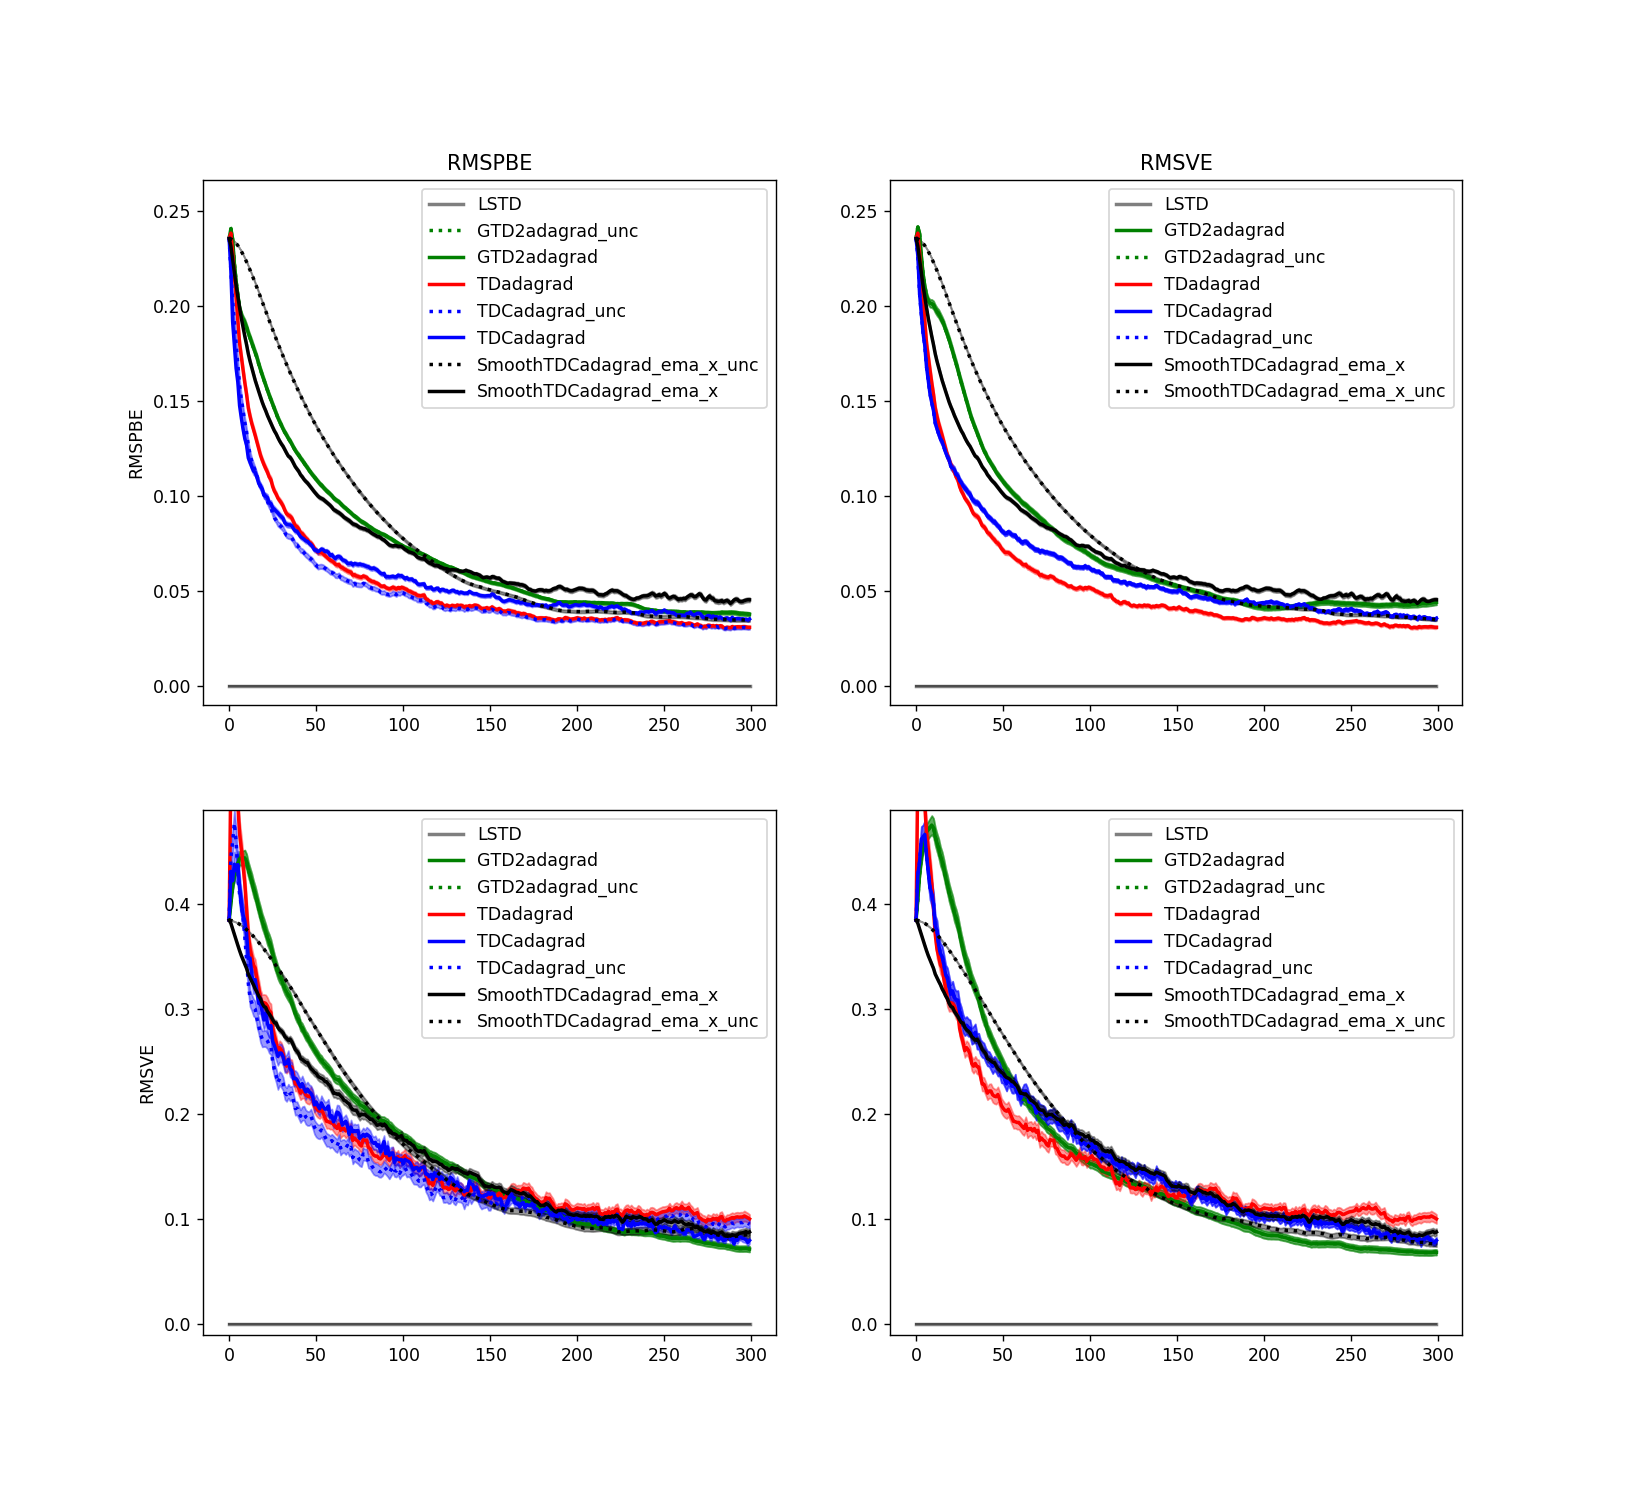 RMSPBE
RMSVE
RMSPBE
0.25
0.20
0.15
0.10
0.05
0.00
LSTD
GTD2adagrad_unc
GTD2adagrad
TDadagrad
TDCadagrad_unc
TDCadagrad
SmoothTDCadagrad_ema_x_unc
SmoothTDCadagrad_ema_x
0 50 100 150 200 250 300
0.25
0.20
0.15
0.10
0.05
0.00
LSTD
GTD2adagrad
GTD2adagrad_unc
TDadagrad
TDCadagrad
TDCadagrad_unc
SmoothTDCadagrad_ema_x
SmoothTDCadagrad_ema_x_unc
0 50 100 150 200 250 300
RMSVE
0.4
0.3
0.2
0.1
0.0
LSTD
GTD2adagrad
GTD2adagrad_unc
TDadagrad
TDCadagrad
TDCadagrad_unc
SmoothTDCadagrad_ema_x
SmoothTDCadagrad_ema_x_unc
0 50 100 150 200 250 300
0.4
0.3
0.2
0.1
0.0
LSTD
GTD2adagrad
GTD2adagrad_unc
TDadagrad
TDCadagrad
TDCadagrad_unc
SmoothTDCadagrad_ema_x
SmoothTDCadagrad_ema_x_unc
0 50 100 150 200 250 300